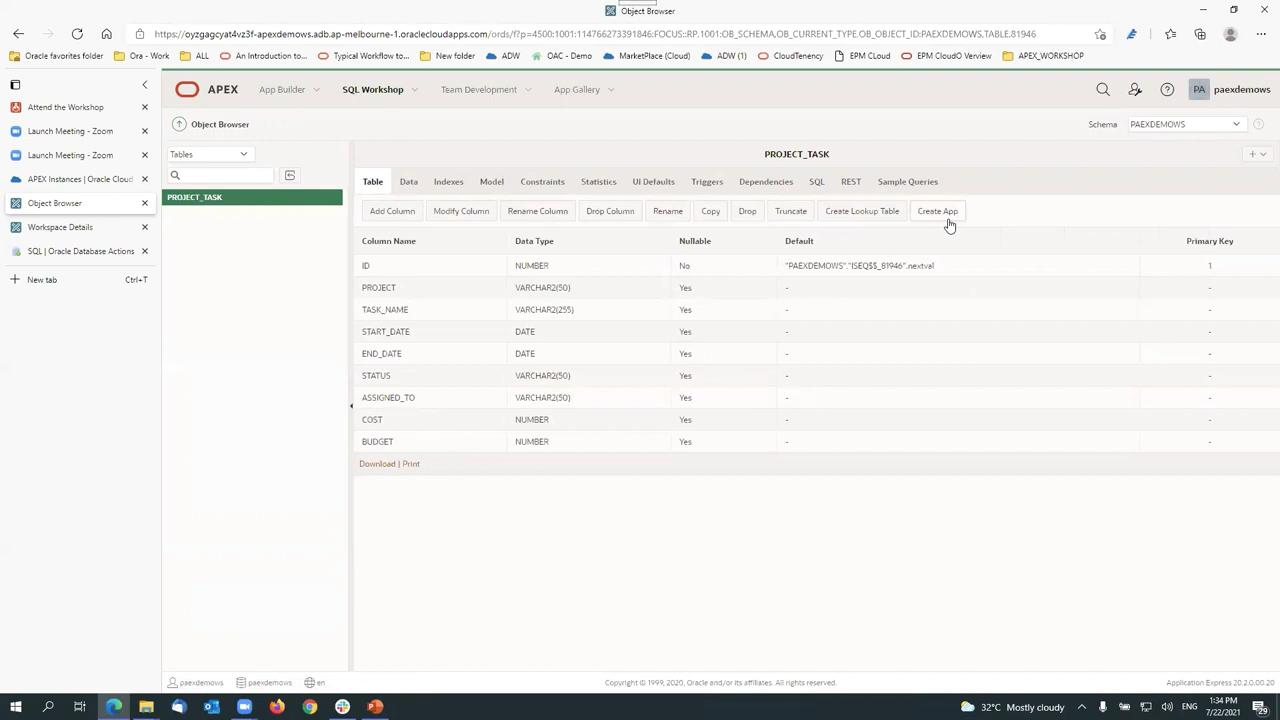 Object Browser
https://oyzgagcyat4vz3f-apexdemows.adb.ap-melbourne-1.oraclecloudapps.com/ords/f?p=4500:1001:114766273391846:FOCUS::RP,1001:OB_SCHEMA,OB_CURRENT_TYPE,OB_OBJECT_ID:PAEXDEMOWS,TABLE,81946
Oracle favorites folder Ora - Work An Introduction to... Typical Workflow to... New folder ADW OAC - Demo MarketPlace (Cloud) ADW (1) CloudTenency EPM CLoud EPM CloudO Verview APEX_WORKSHOP
ALL
Attend the Workshop
Launch Meeting - Zoom
Launch Meeting - Zoom
APEX Instances | Oracle Cloud
Object Browser
Workspace Details
SQL | Oracle Database Actions
New tab Ctrl+T
APEX App Builder SQL Workshop Team Development App Gallery PA paexdemows
Object Browser Schema PAEXDEMOWS
Tables
PROJECT_TASK
PROJECT_TASK
Table Data Indexes Model Constraints Statistics UI Defaults Triggers Dependencies SQL REST Sample Queries
Add Column Modify Column Rename Column Drop Column Rename Copy Drop Truncate Create Lookup Table Create App
Column Name Data Type Nullable Default Primary Key
ID NUMBER No "PAEXDEMOWS"."ISEQ$$_81946".nextval 1
PROJECT VARCHAR2(50) Yes - -
TASK_NAME VARCHAR2(255) Yes - -
START_DATE DATE Yes - -
END_DATE DATE Yes - -
STATUS VARCHAR2(50) Yes - -
ASSIGNED_TO VARCHAR2(50) Yes - -
COST NUMBER Yes - -
BUDGET NUMBER Yes - -
Download | Print
paexdemows paexdemows en Copyright © 1999, 2020, Oracle and/or its affiliates. All rights reserved. Application Express 20.2.0.00.20
32°C Mostly cloudy ENG 1:34 PM
7/22/2021 29